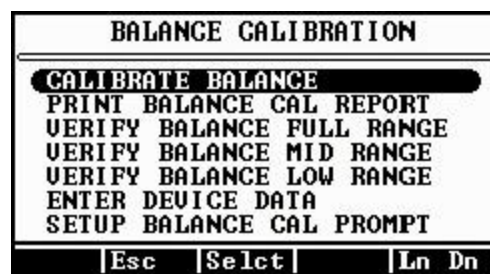 BALANCE CALIBRATION
CALIBRATE BALANCE
PRINT BALANCE CAL REPORT
VERIFY BALANCE FULL RANGE
VERIFY BALANCE MID RANGE
VERIFY BALANCE LOW RANGE
ENTER DEVICE DATA
SETUP BALANCE CAL PROMPT
Esc Selct Ln Dn